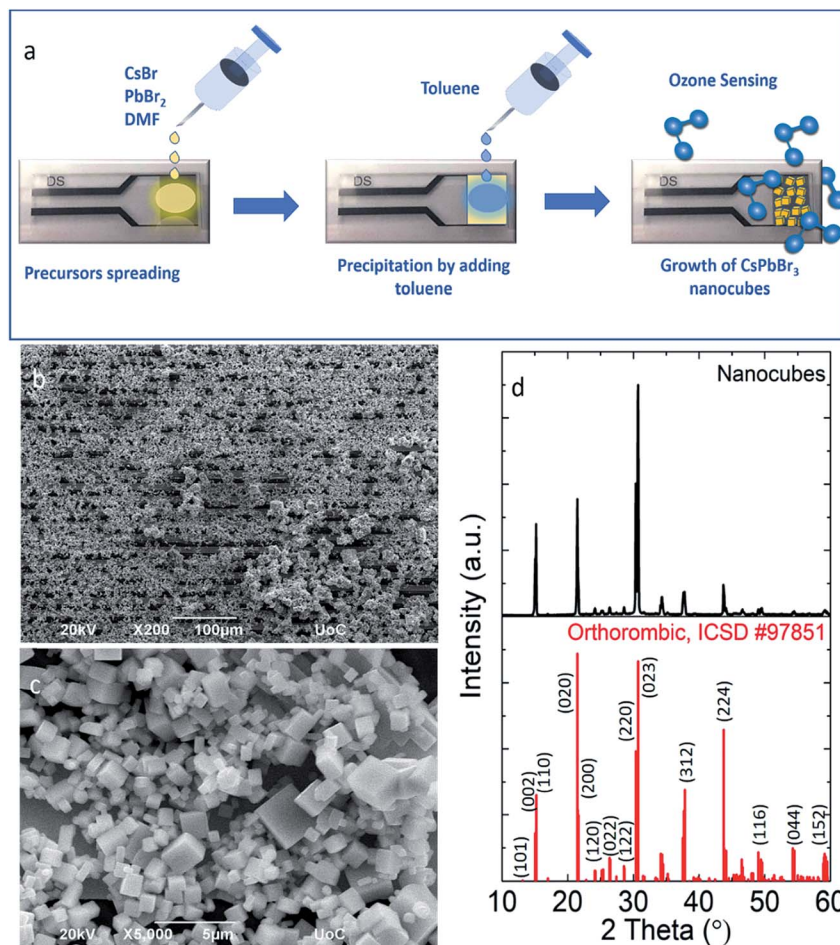 a
CsBr
PbBr2
DMF
Toluene
Ozone Sensing
DS
DS
DS
Precursors spreading
Precipitation by adding
toluene
Growth of CsPbBr3
nanocubes
b
20kV X200 100μm UoC
c
20kV X5,000 5μm UoC
d
Nanocubes
Orthorombic, ICSD #97851
Intensity (a.u.)
(101)
(002)
(110)
(020)
(200)
(120)
(022)
(122)
(220)
(023)
(312)
(224)
(116)
(044)
(152)
10 20 30 40 50 60
2 Theta (°)